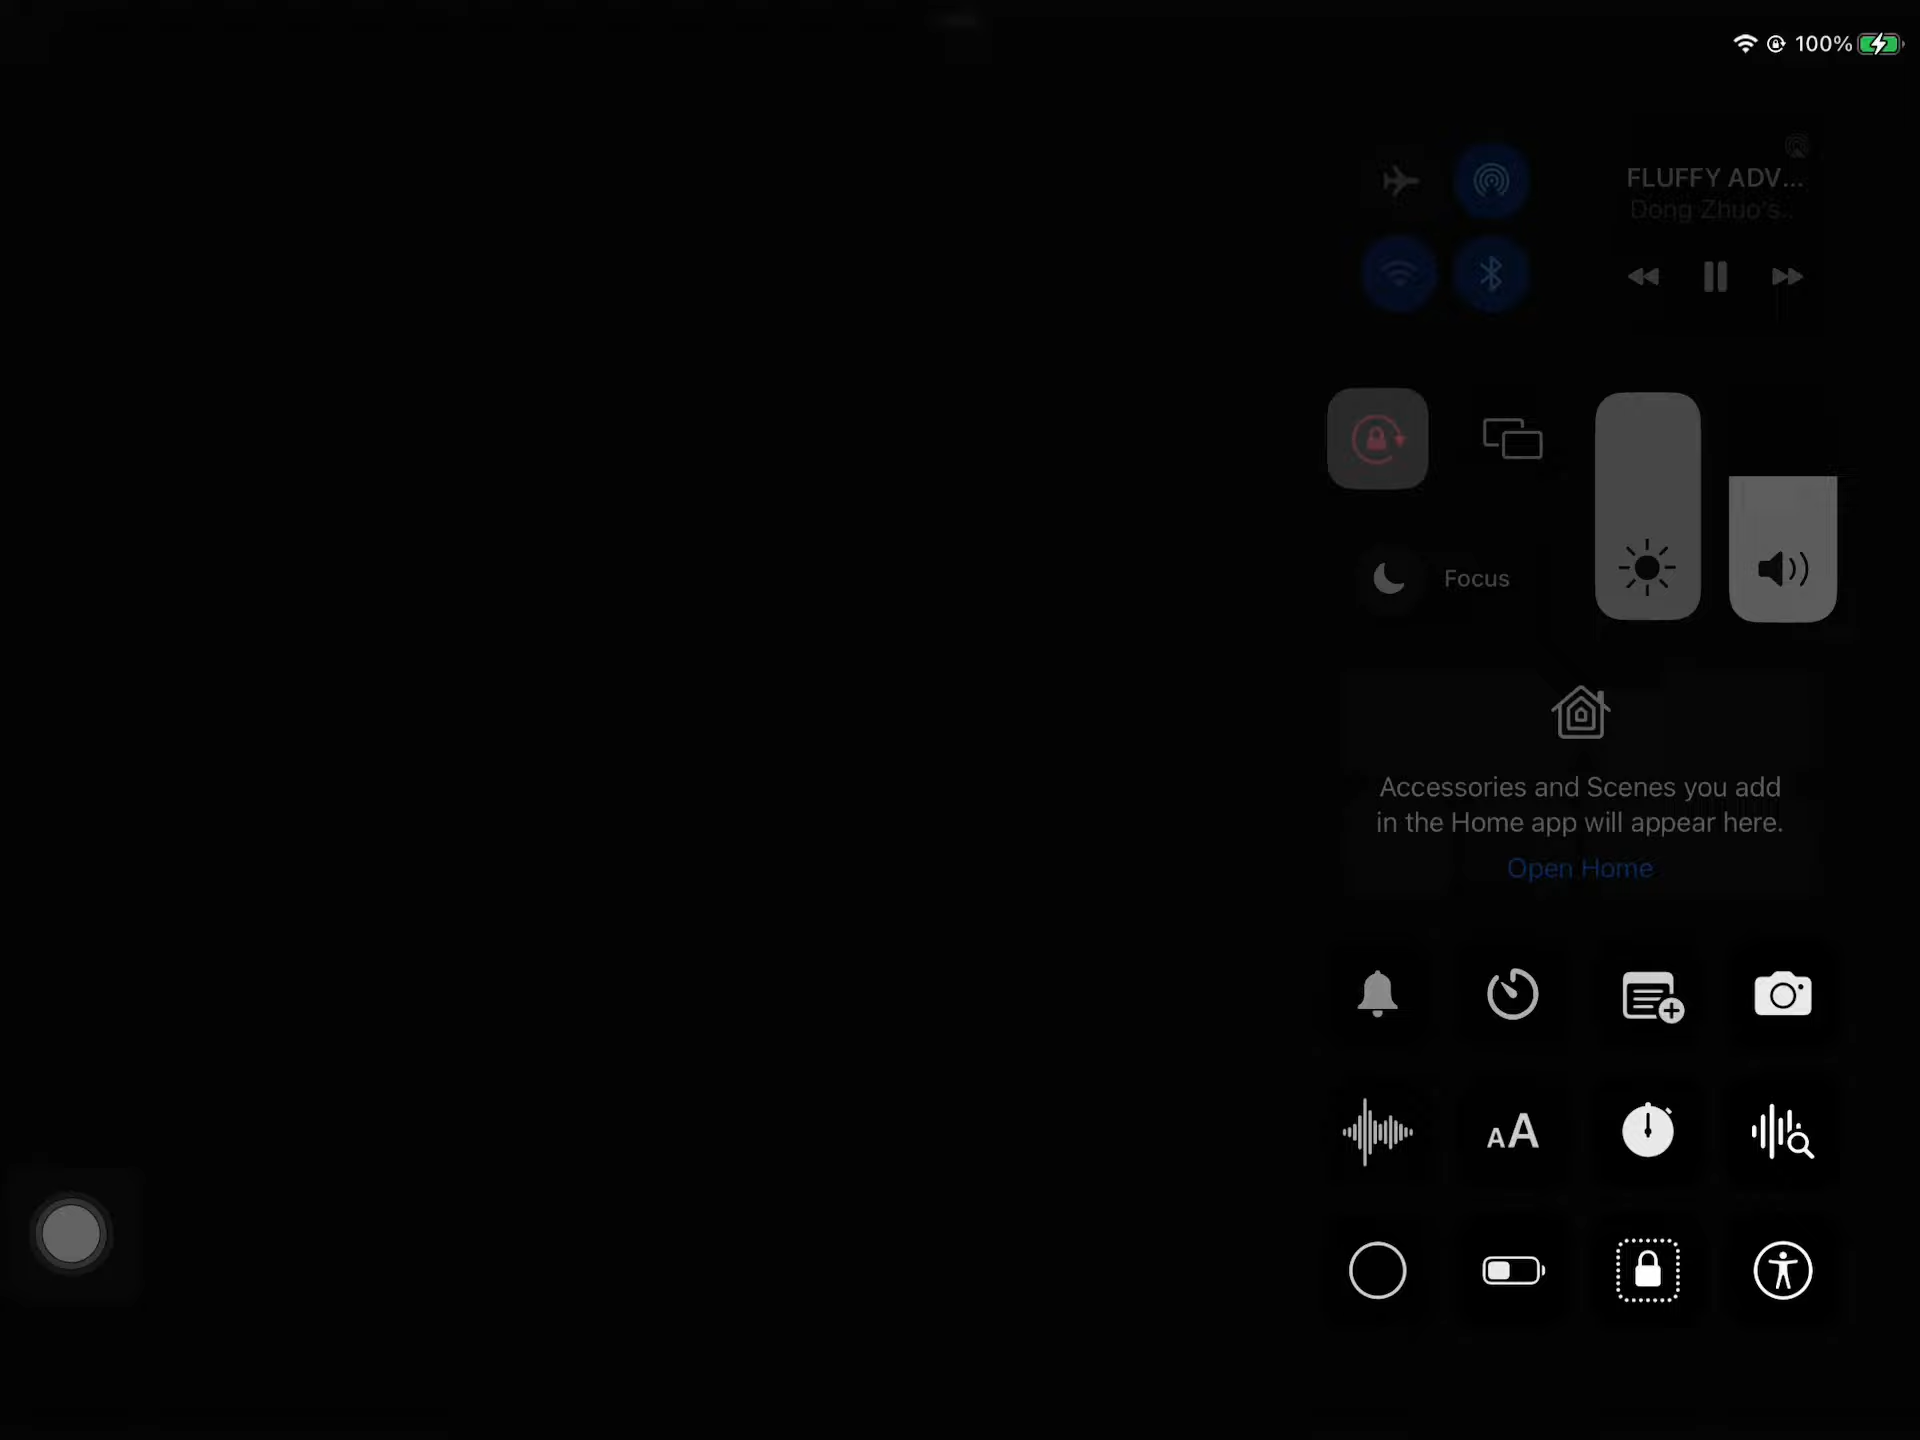 100%
FLUFFY ADV...
Dong Zhuo's..
Focus
Accessories and Scenes you add
in the Home app will appear here.
Open Home
AA